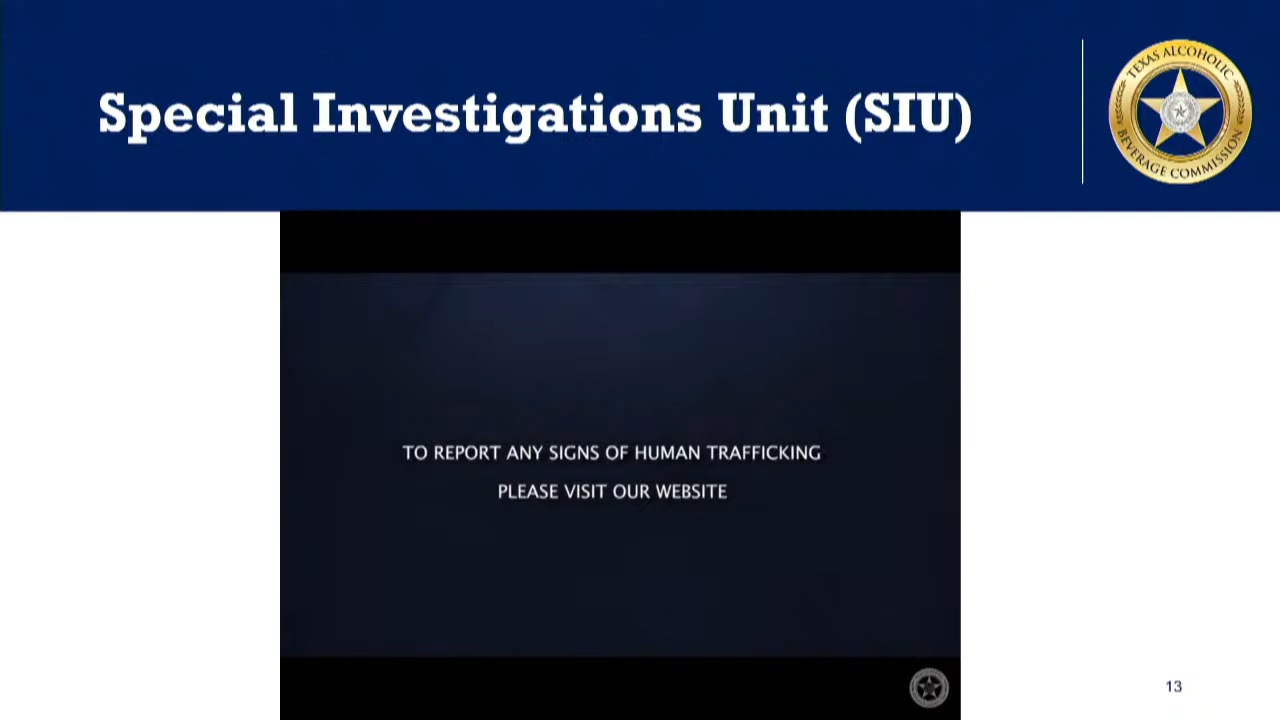 Special Investigations Unit (SIU)
TEXAS ALCOHOLIC
BEVERAGE COMMISSION
TO REPORT ANY SIGNS OF HUMAN TRAFFICKING
PLEASE VISIT OUR WEBSITE
13